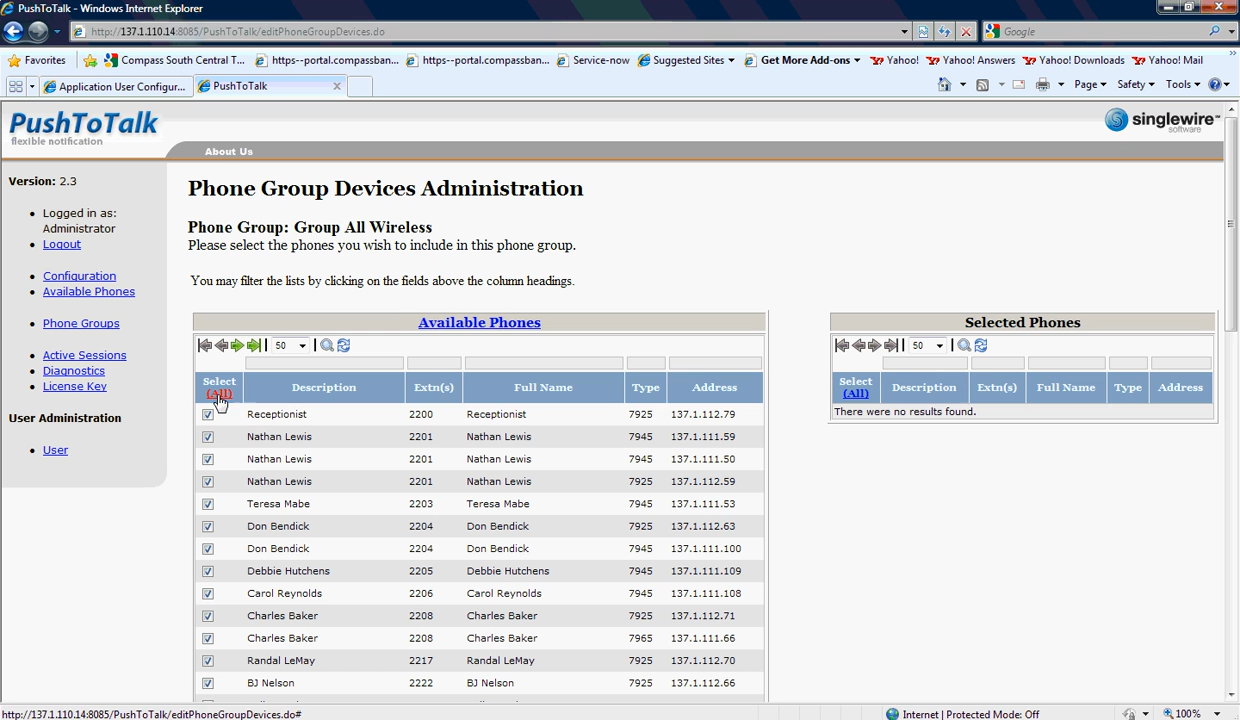 PushToTalk - Windows Internet Explorer
http://137.1.110.14:8085/PushToTalk/editPhoneGroupDevices.do
Google
Favorites
Compass South Central T...
https--portal.compassban...
https--portal.compassban...
Service-now
Suggested Sites
Get More Add-ons
Yahoo!
Yahoo! Answers
Yahoo! Downloads
Yahoo! Mail
Application User Configur...
PushToTalk
Page
Safety
Tools
PushToTalk
flexible notification
singlewire
software
About Us
Version: 2.3
Logged in as:
Administrator
Logout
Configuration
Available Phones
Phone Groups
Active Sessions
Diagnostics
License Key
User Administration
User
Phone Group Devices Administration
Phone Group: Group All Wireless
Please select the phones you wish to include in this phone group.
You may filter the lists by clicking on the fields above the column headings.
Available Phones
50
Select (All) Description Extn(s) Full Name Type Address
Receptionist 2200 Receptionist 7925 137.1.112.79
Nathan Lewis 2201 Nathan Lewis 7945 137.1.111.59
Nathan Lewis 2201 Nathan Lewis 7945 137.1.111.50
Nathan Lewis 2201 Nathan Lewis 7925 137.1.112.59
Teresa Mabe 2203 Teresa Mabe 7945 137.1.111.53
Don Bendick 2204 Don Bendick 7925 137.1.112.63
Don Bendick 2204 Don Bendick 7945 137.1.111.100
Debbie Hutchens 2205 Debbie Hutchens 7945 137.1.111.109
Carol Reynolds 2206 Carol Reynolds 7945 137.1.111.108
Charles Baker 2208 Charles Baker 7925 137.1.112.71
Charles Baker 2208 Charles Baker 7965 137.1.111.66
Randal LeMay 2217 Randal LeMay 7925 137.1.112.70
BJ Nelson 2222 BJ Nelson 7925 137.1.112.66
Selected Phones
50
Select (All) Description Extn(s) Full Name Type Address
There were no results found.
http://137.1.110.14:8085/PushToTalk/editPhoneGroupDevices.do#
Internet | Protected Mode: Off
100%